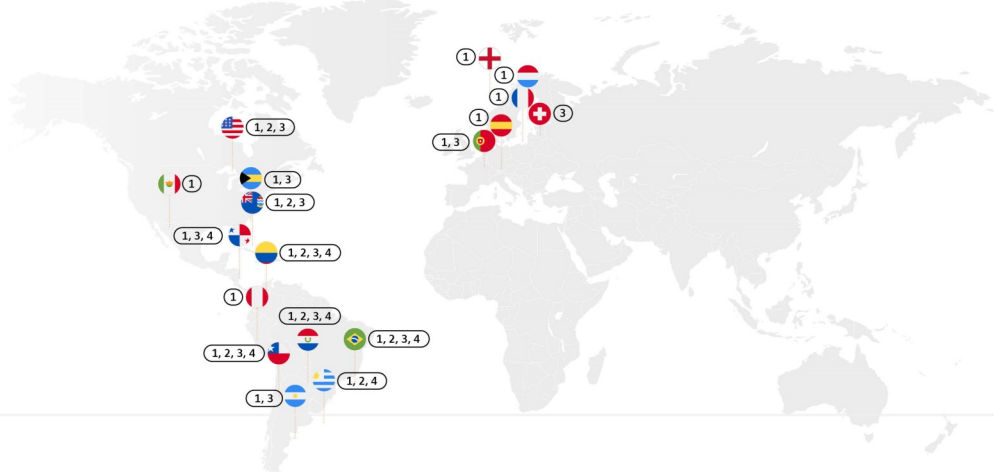 1
1
1
3
1
1, 3
1, 2, 3
1, 3
1
1, 2, 3
1, 3, 4
1, 2, 3, 4
1
1, 2, 3, 4
1, 2, 3, 4
1, 2, 3, 4
1, 2, 4
1, 3